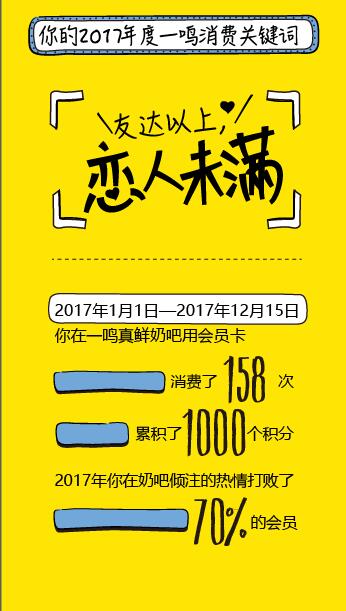 你的2017年度一鸣消费关键词
友达以上,
恋人未满
2017年1月1日—2017年12月15日
你在一鸣真鲜奶吧用会员卡
消费了 158 次
累积了1000个积分
2017年你在奶吧倾注的热情打败了
70% 的会员